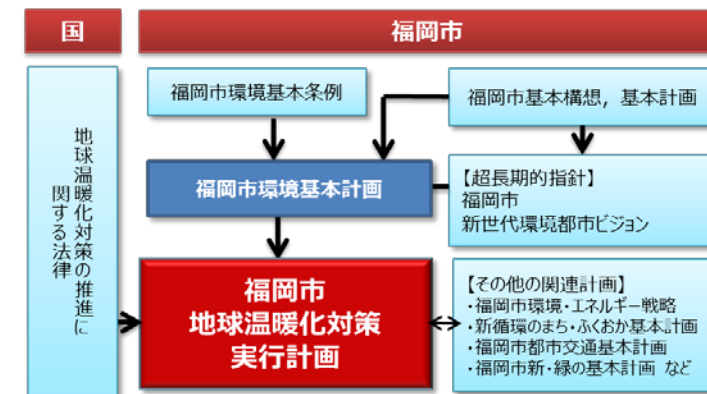 国
福岡市
地球温暖化対策の推進に
関する法律
福岡市環境基本条例
福岡市基本構想，基本計画
福岡市環境基本計画
【超長期的指針】
福岡市
新世代環境都市ビジョン
福岡市
地球温暖化対策
実行計画
【その他の関連計画】
・福岡市環境・エネルギー戦略
・新循環のまち・ふくおか基本計画
・福岡市都市交通基本計画
・福岡市新・緑の基本計画 など